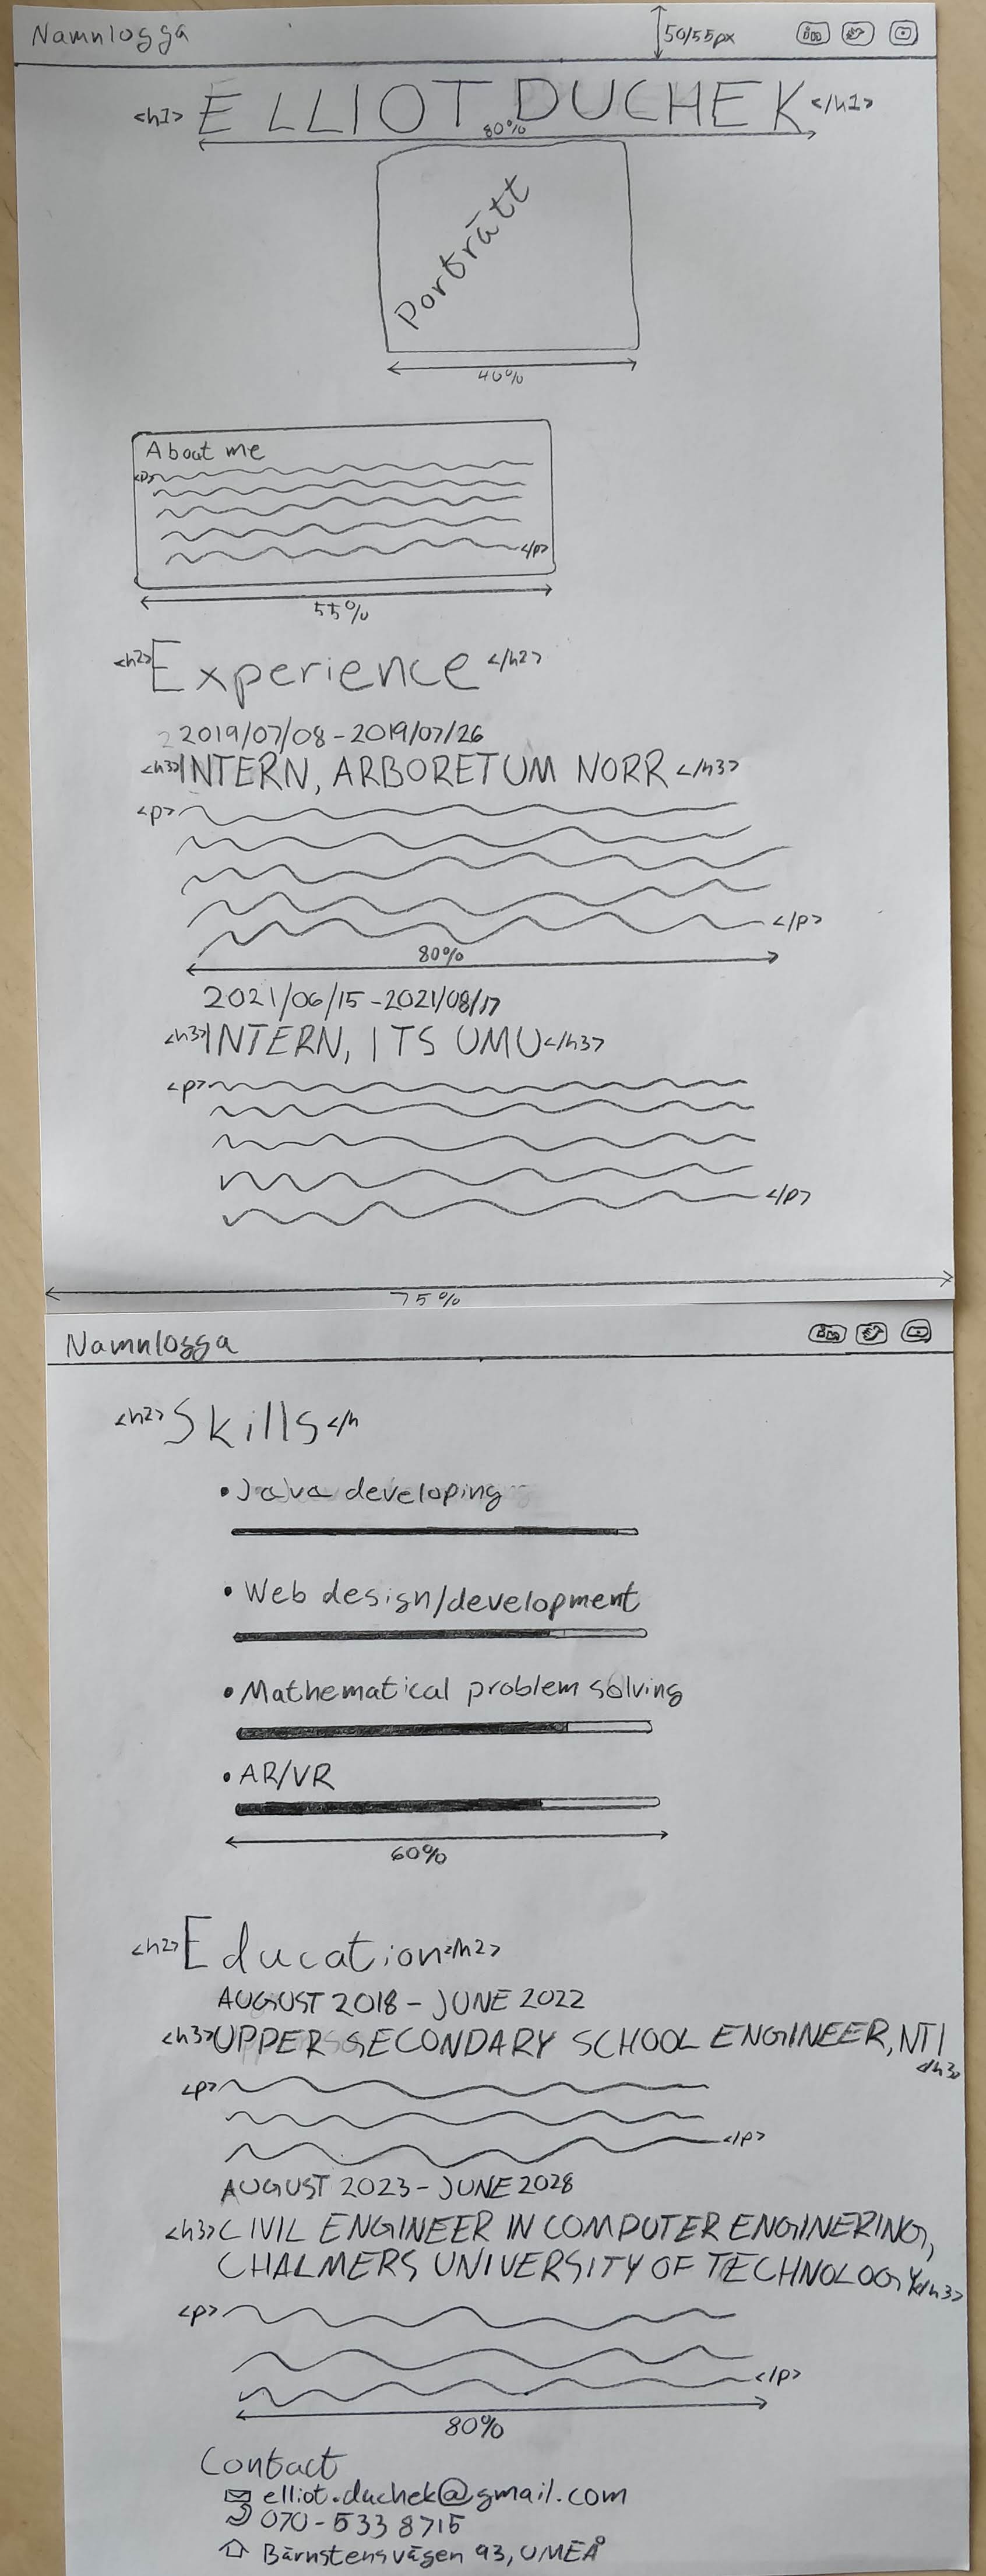 Namnlogga 50/55px in
<h1> ELLIOT DUCHEK </h1>
80%
Porträtt
40%
About me
<p>
</p>
55%
<h2> Experience </h2>
2019/07/08 - 2019/07/26
<h3> INTERN, ARBORETUM NORR </h3>
<p>
</p>
80%
2021/06/15 - 2021/08/17
<h3> INTERN, ITS UMU </h3>
<p>
</p>
75%
Namnlogga in
<h2> Skills </h
• Java developing
• Web design/development
• Mathematical problem solving
• AR/VR
60%
<h2> Education </h2>
AUGUST 2018 - JUNE 2022
<h3> UPPER SECONDARY SCHOOL ENGINEER, NTI
</h3>
<p>
</p>
AUGUST 2023 - JUNE 2028
<h3> CIVIL ENGINEER IN COMPUTER ENGINERING,
CHALMERS UNIVERSITY OF TECHNOLOGY </h3>
<p>
</p>
80%
Contact
elliot.duchek@gmail.com
070-533 8715
Bärnstensvägen 93, UMEÅ